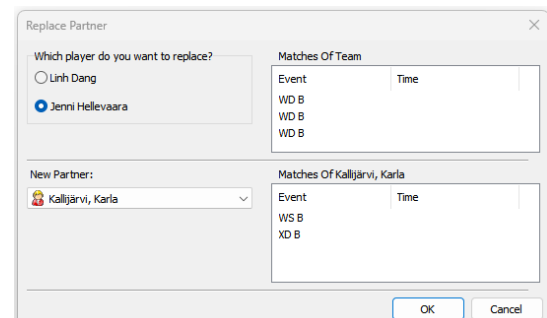 Replace Partner
Which player do you want to replace?
Linh Dang
Jenni Hellevaara
Matches Of Team
Event Time
WD B
WD B
WD B
New Partner:
Kallijärvi, Karla
Matches Of Kallijärvi, Karla
Event Time
WS B
XD B
OK Cancel